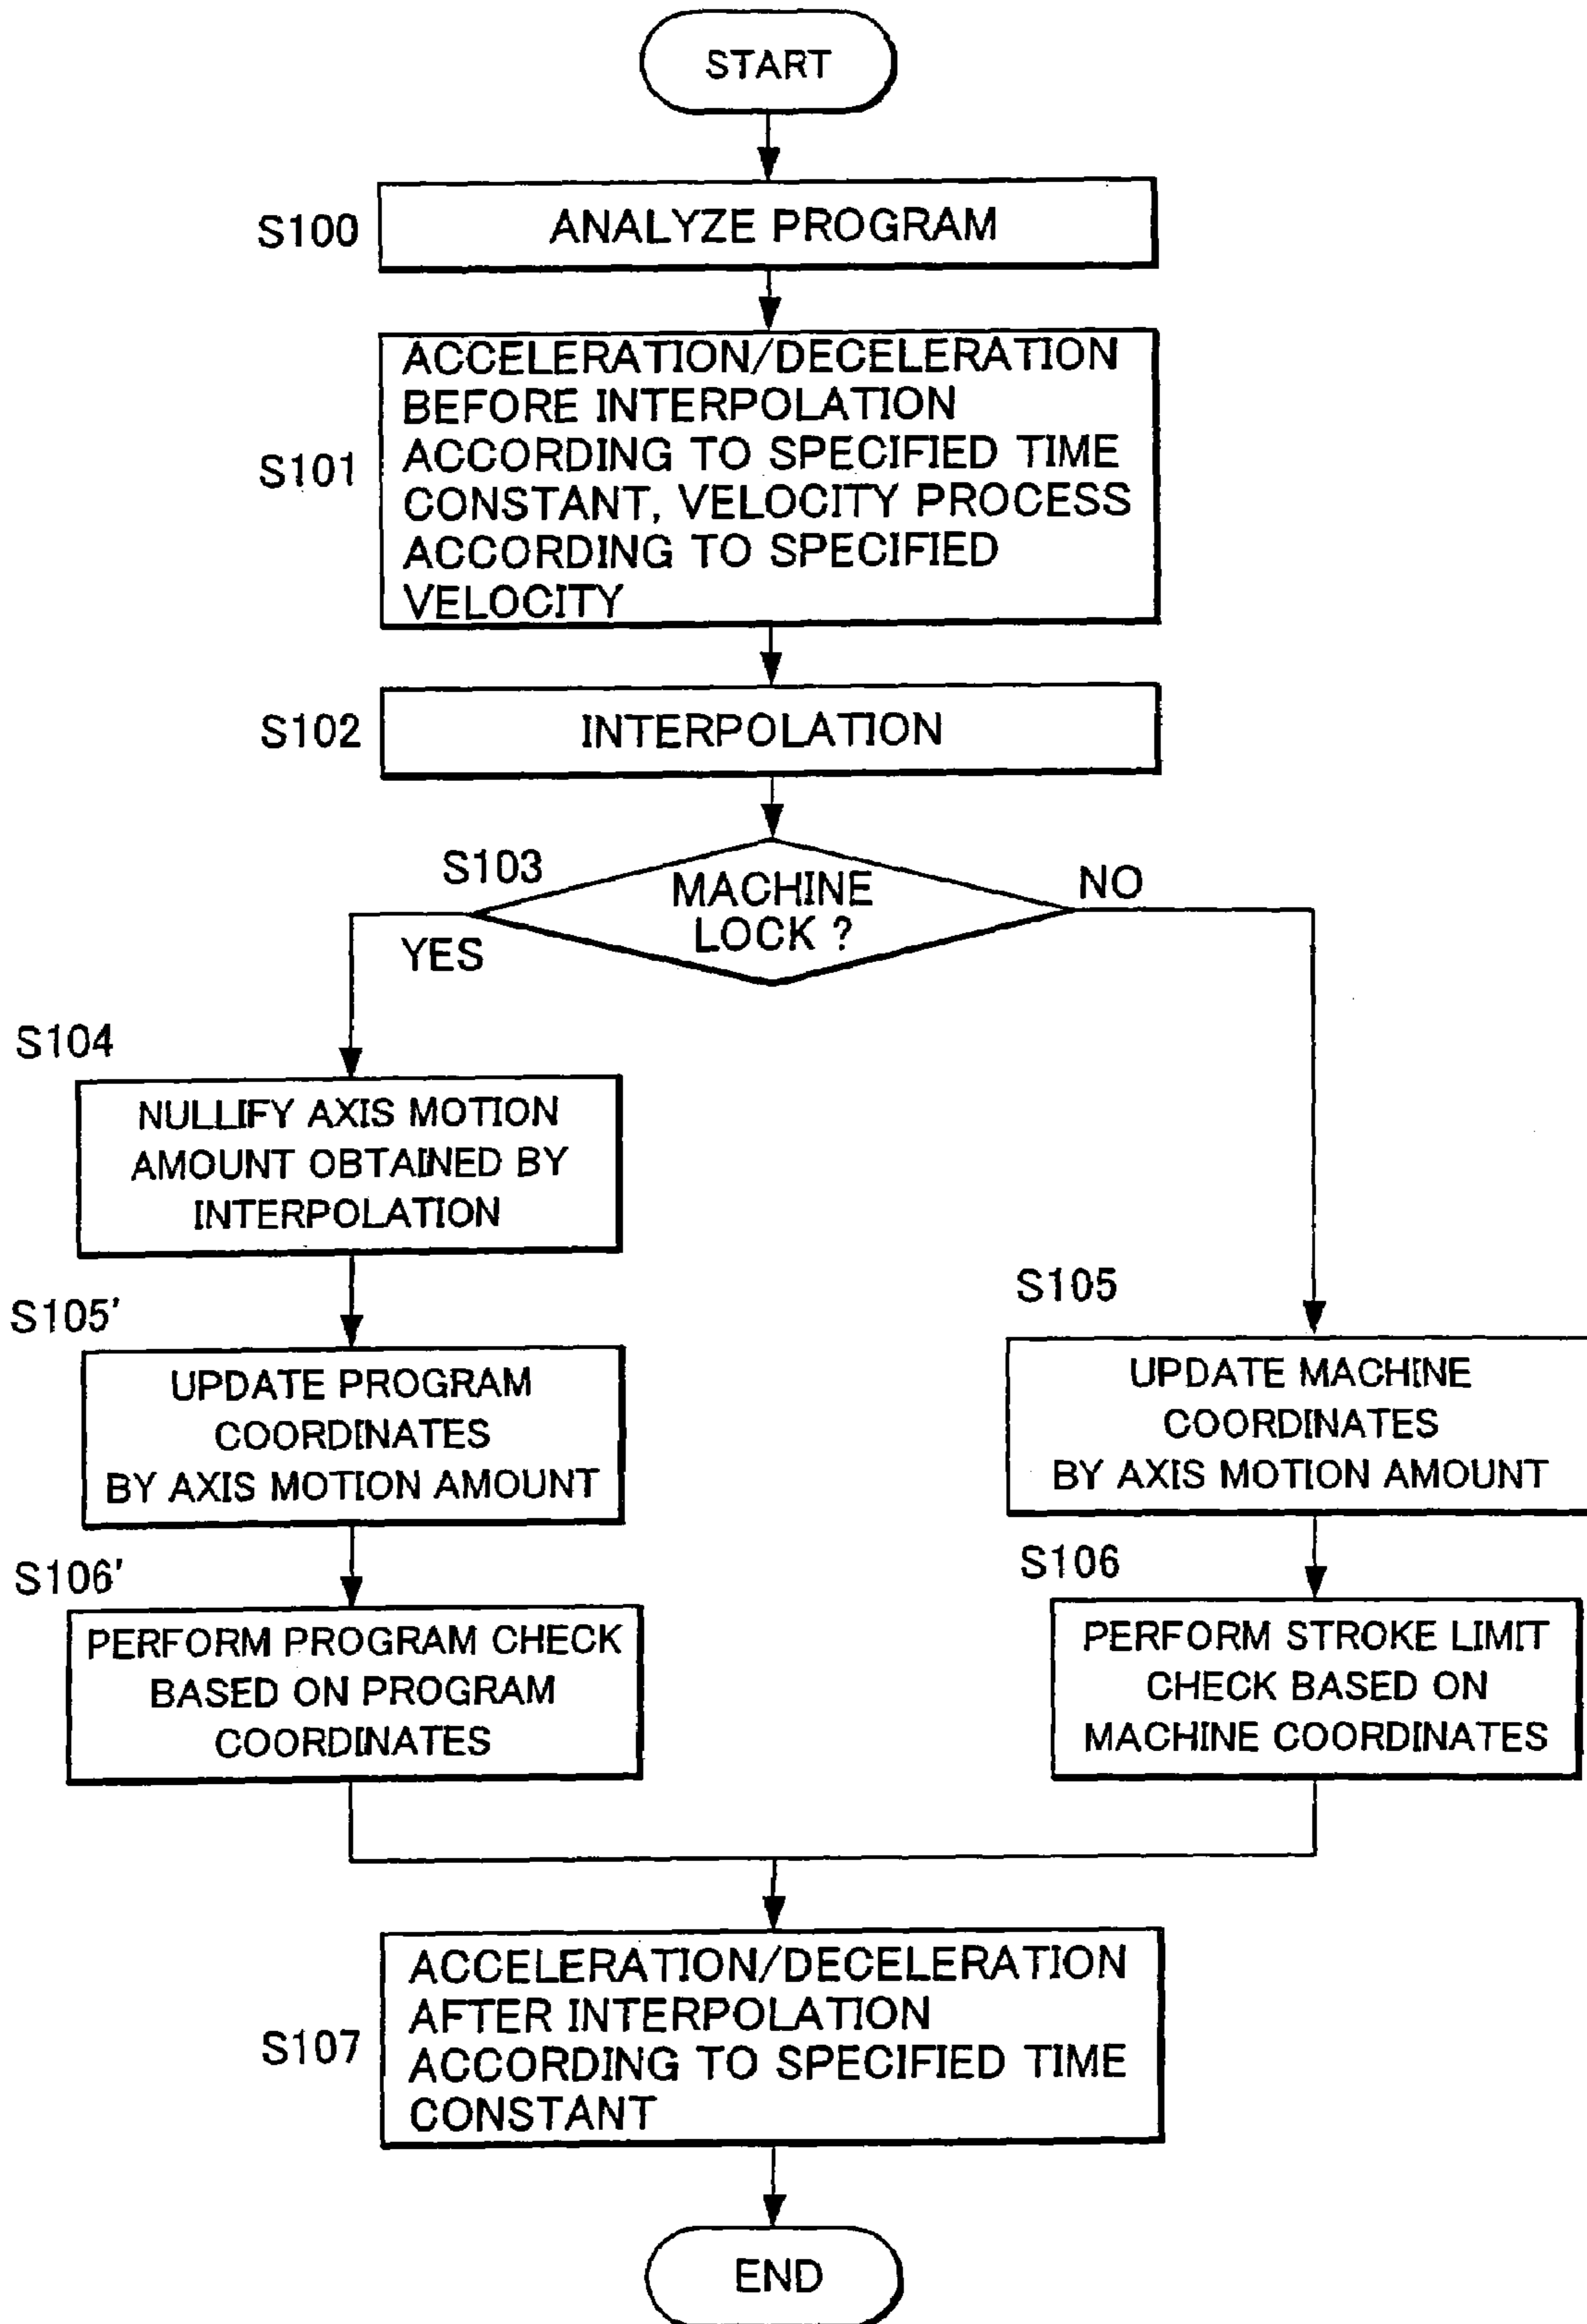 START
S100
ANALYZE PROGRAM
S101
ACCELERATION/DECELERATION
BEFORE INTERPOLATION
ACCORDING TO SPECIFIED TIME
CONSTANT, VELOCITY PROCESS
ACCORDING TO SPECIFIED
VELOCITY
S102
INTERPOLATION
S103
MACHINE
LOCK ?
YES
NO
S104
NULLIFY AXIS MOTION
AMOUNT OBTAINED BY
INTERPOLATION
S105'
UPDATE PROGRAM
COORDINATES
BY AXIS MOTION AMOUNT
S106'
PERFORM PROGRAM CHECK
BASED ON PROGRAM
COORDINATES
S105
UPDATE MACHINE
COORDINATES
BY AXIS MOTION AMOUNT
S106
PERFORM STROKE LIMIT
CHECK BASED ON
MACHINE COORDINATES
S107
ACCELERATION/DECELERATION
AFTER INTERPOLATION
ACCORDING TO SPECIFIED TIME
CONSTANT
END